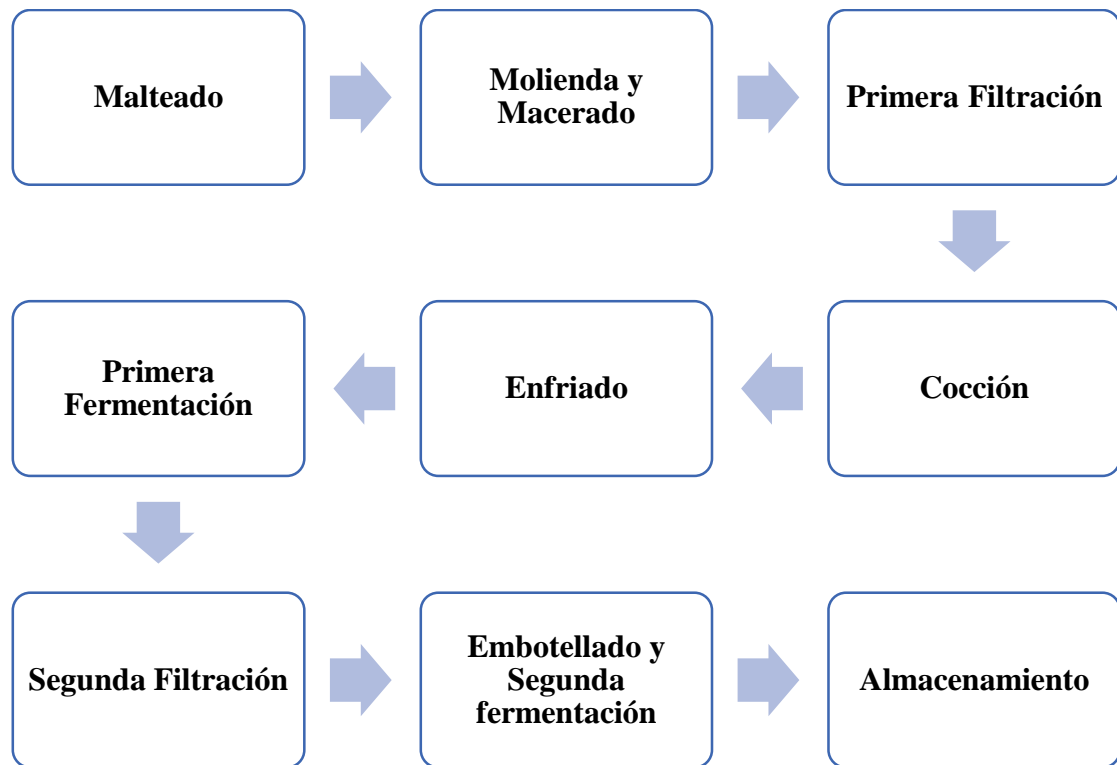 Malteado
Molienda y
Macerado
Primera Filtración
Cocción
Enfriado
Primera
Fermentación
Segunda Filtración
Embotellado y
Segunda
fermentación
Almacenamiento